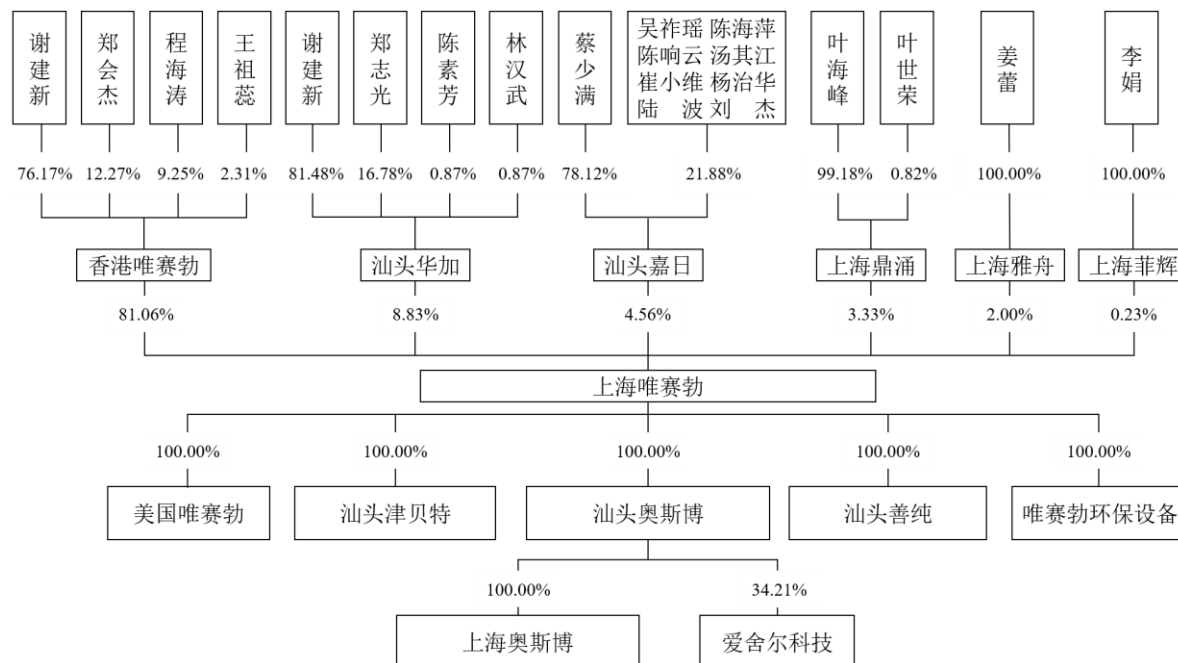 谢建新
郑会杰
程海涛
王祖蕊
谢建新
郑志光
陈素芳
林汉武
蔡少满
吴祚瑶 陈海萍
陈响云 汤其江
崔小维 杨治华
陆 波 刘 杰
叶海峰
叶世荣
姜蕾
李娟
76.17% 12.27% 9.25% 2.31% 81.48% 16.78% 0.87% 0.87% 78.12% 21.88% 99.18% 0.82% 100.00% 100.00%
香港唯赛勃 汕头华加 汕头嘉日 上海鼎涌 上海雅舟 上海菲辉
81.06% 8.83% 4.56% 3.33% 2.00% 0.23%
上海唯赛勃
100.00% 100.00% 100.00% 100.00% 100.00%
美国唯赛勃 汕头津贝特 汕头奥斯博 汕头善纯 唯赛勃环保设备
100.00% 34.21%
上海奥斯博 爱舍尔科技